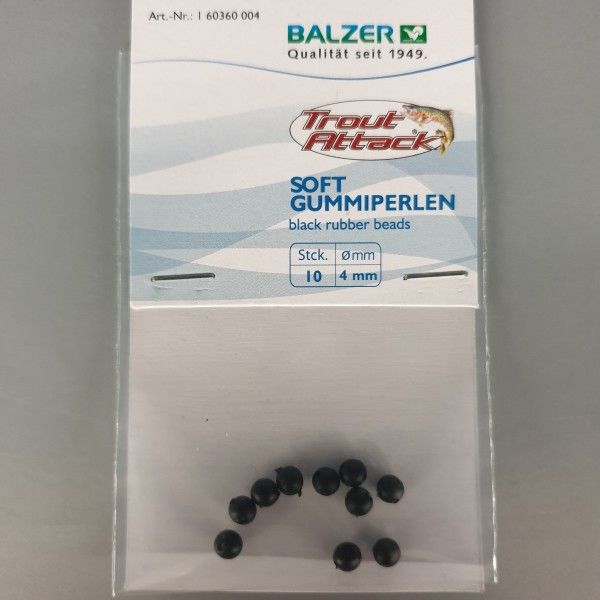 Art.-Nr.: 1 60360 004
BALZER
Qualität seit 1949.
Trout
Attack®
SOFT
GUMMIPERLEN
black rubber beads
Stck. Ømm
10 4 mm